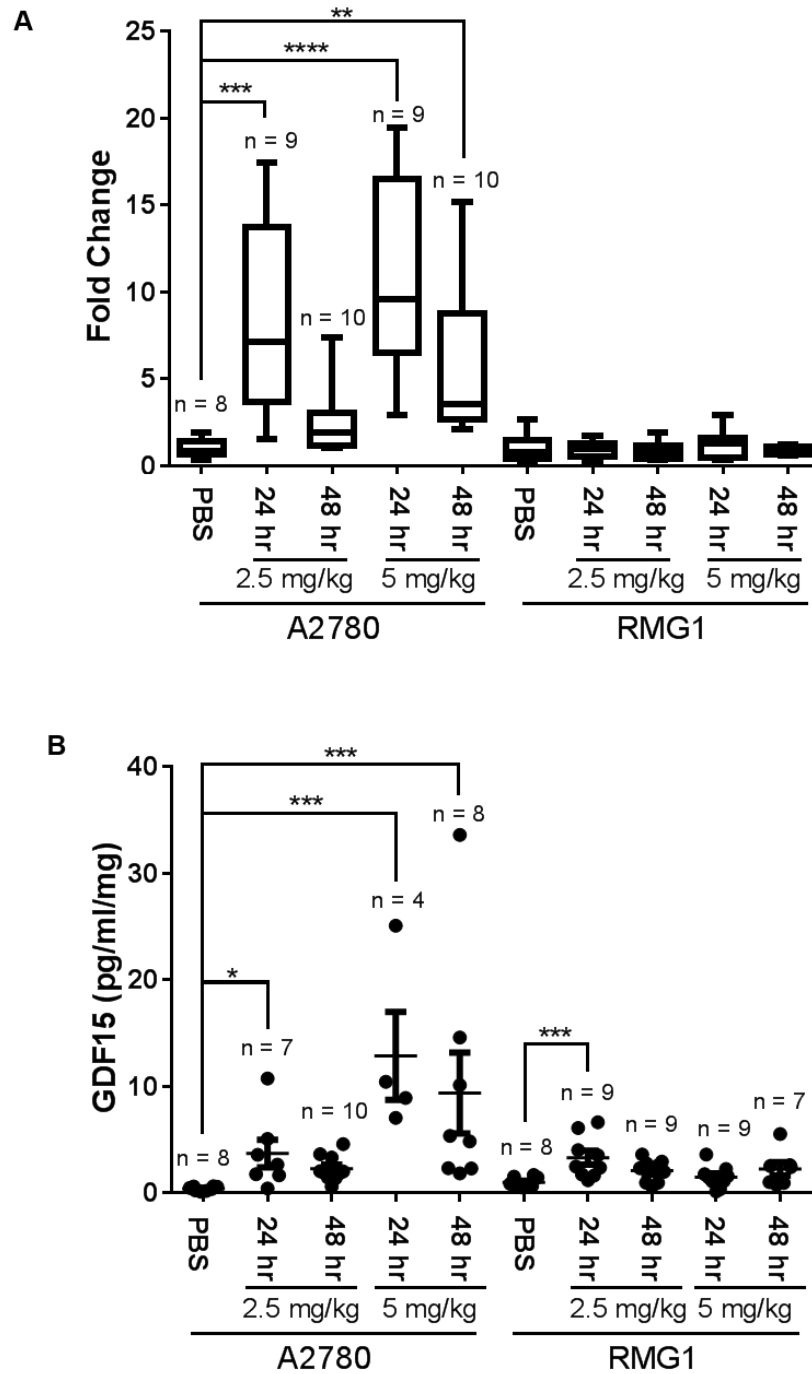 A
Fold Change
25
20
15
10
5
0
**
****
***
n = 9
n = 9
n = 10
n = 10
n = 8
PBS
24 hr
48 hr
24 hr
48 hr
PBS
24 hr
48 hr
24 hr
48 hr
2.5 mg/kg
5 mg/kg
2.5 mg/kg
5 mg/kg
A2780
RMG1
B
GDF15 (pg/ml/mg)
40
30
20
10
0
***
***
n = 8
n = 4
*
***
n = 7
n = 10
n = 8
n = 8
n = 9
n = 9
n = 9
n = 7
PBS
24 hr
48 hr
24 hr
48 hr
PBS
24 hr
48 hr
24 hr
48 hr
2.5 mg/kg
5 mg/kg
2.5 mg/kg
5 mg/kg
A2780
RMG1